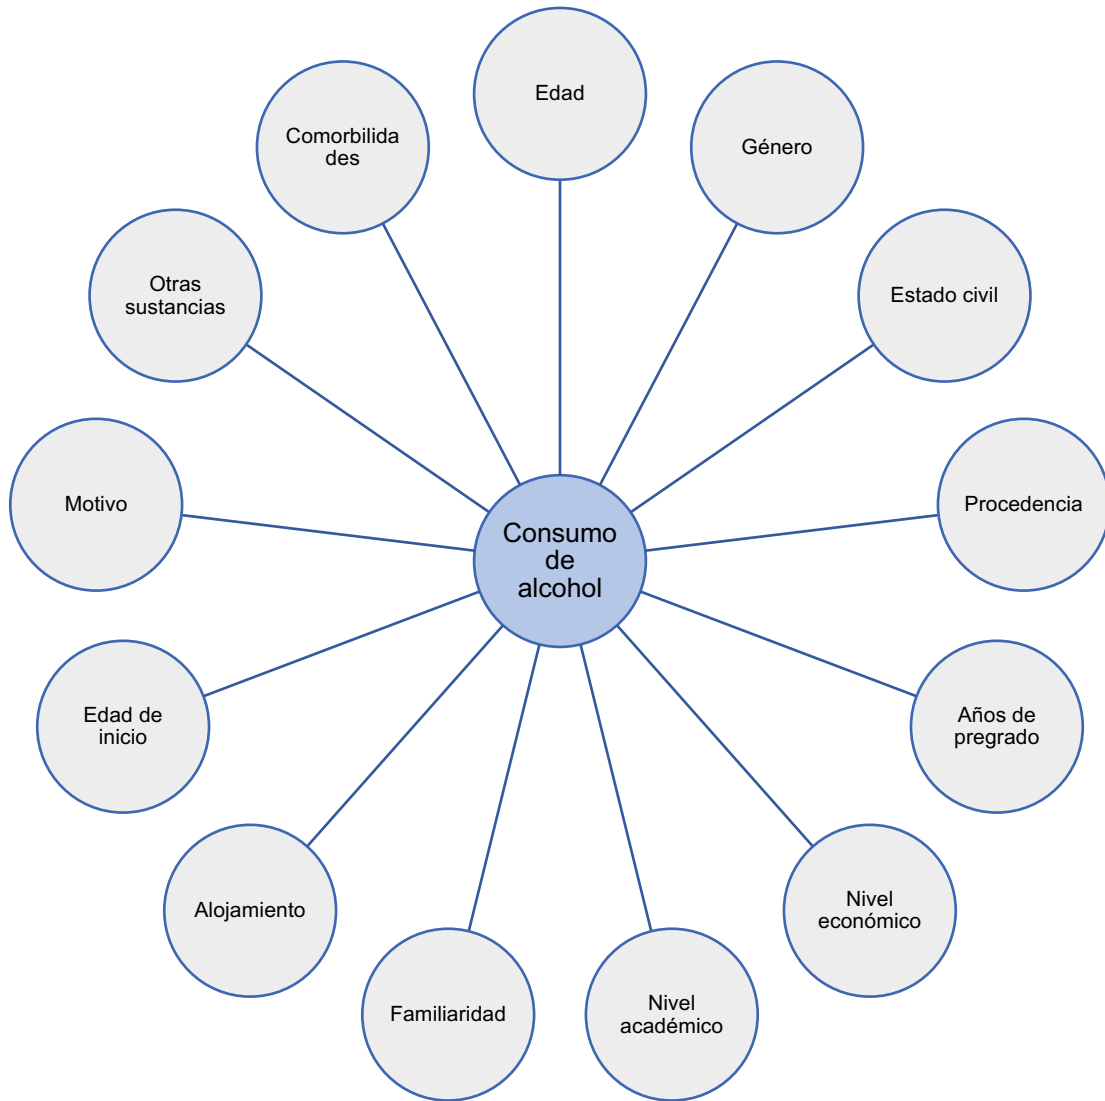 Edad
Género
Estado civil
Procedencia
Años de
pregrado
Nivel
económico
Nivel
académico
Familiaridad
Alojamiento
Edad de
inicio
Motivo
Otras
sustancias
Comorbilida
des
Consumo
de
alcohol